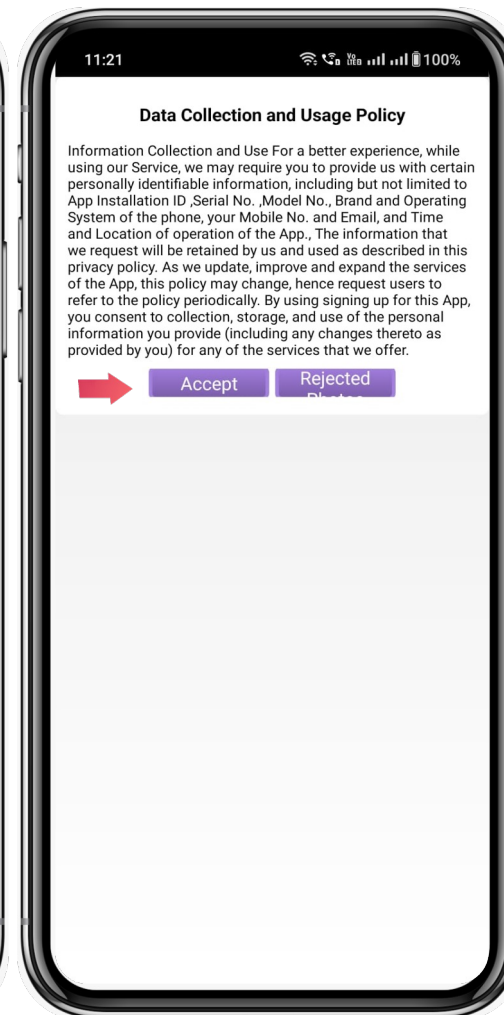 11:21 Vo LTE 100%
Data Collection and Usage Policy
Information Collection and Use For a better experience, while
using our Service, we may require you to provide us with certain
personally identifiable information, including but not limited to
App Installation ID ,Serial No. ,Model No., Brand and Operating
System of the phone, your Mobile No. and Email, and Time
and Location of operation of the App., The information that
we request will be retained by us and used as described in this
privacy policy. As we update, improve and expand the services
of the App, this policy may change, hence request users to
refer to the policy periodically. By using signing up for this App,
you consent to collection, storage, and use of the personal
information you provide (including any changes thereto as
provided by you) for any of the services that we offer.
Accept Rejected
Photos